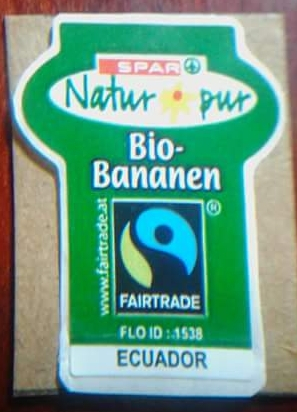 SPAR
Natur pur
Bio-
Bananen
®
www.fairtrade.at
FAIRTRADE
FLO ID : 1538
ECUADOR